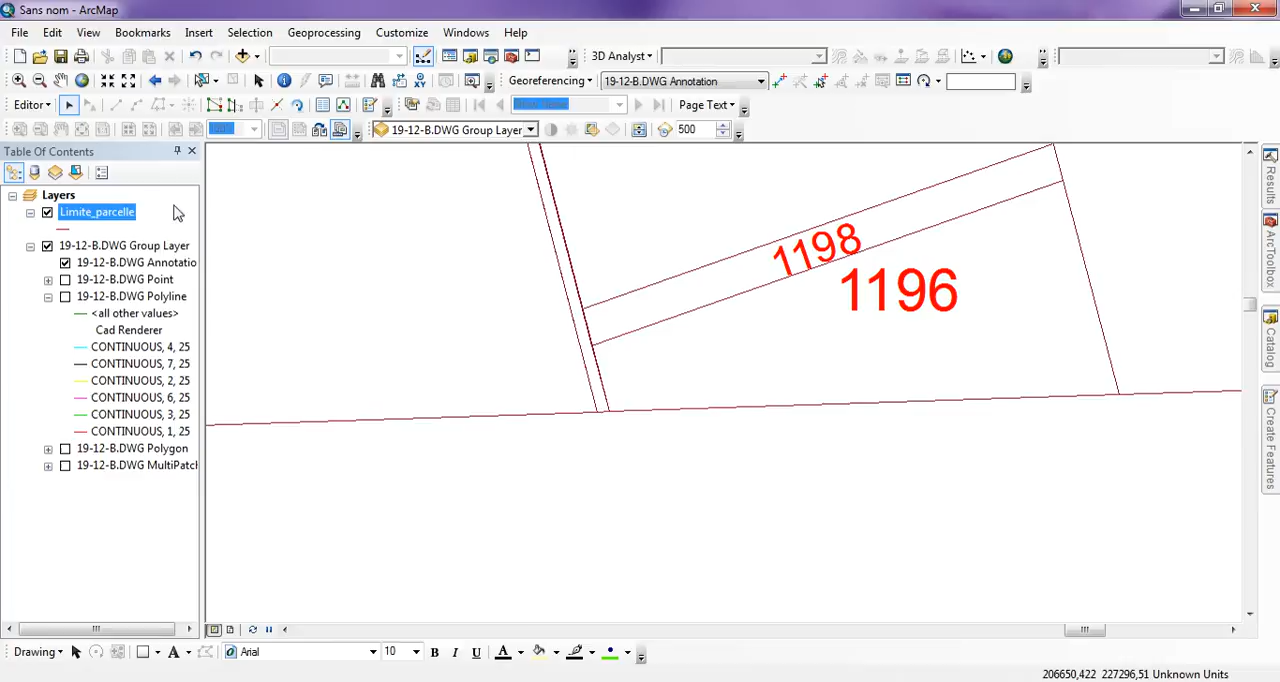 Sans nom - ArcMap
File Edit View Bookmarks Insert Selection Geoprocessing Customize Windows Help
3D Analyst
Georeferencing 19-12-B.DWG Annotation
Editor Page Text
19-12-B.DWG Group Layer 500
Table Of Contents
Layers
Limite_parcelle
19-12-B.DWG Group Layer
19-12-B.DWG Annotatio
19-12-B.DWG Point
19-12-B.DWG Polyline
<all other values>
Cad Renderer
CONTINUOUS, 4, 25
CONTINUOUS, 7, 25
CONTINUOUS, 2, 25
CONTINUOUS, 6, 25
CONTINUOUS, 3, 25
CONTINUOUS, 1, 25
19-12-B.DWG Polygon
19-12-B.DWG MultiPatch
1198
1196
Results
ArcToolbox
Catalog
Create Features
Drawing A Arial 10 B I U A
206650,422 227296,51 Unknown Units